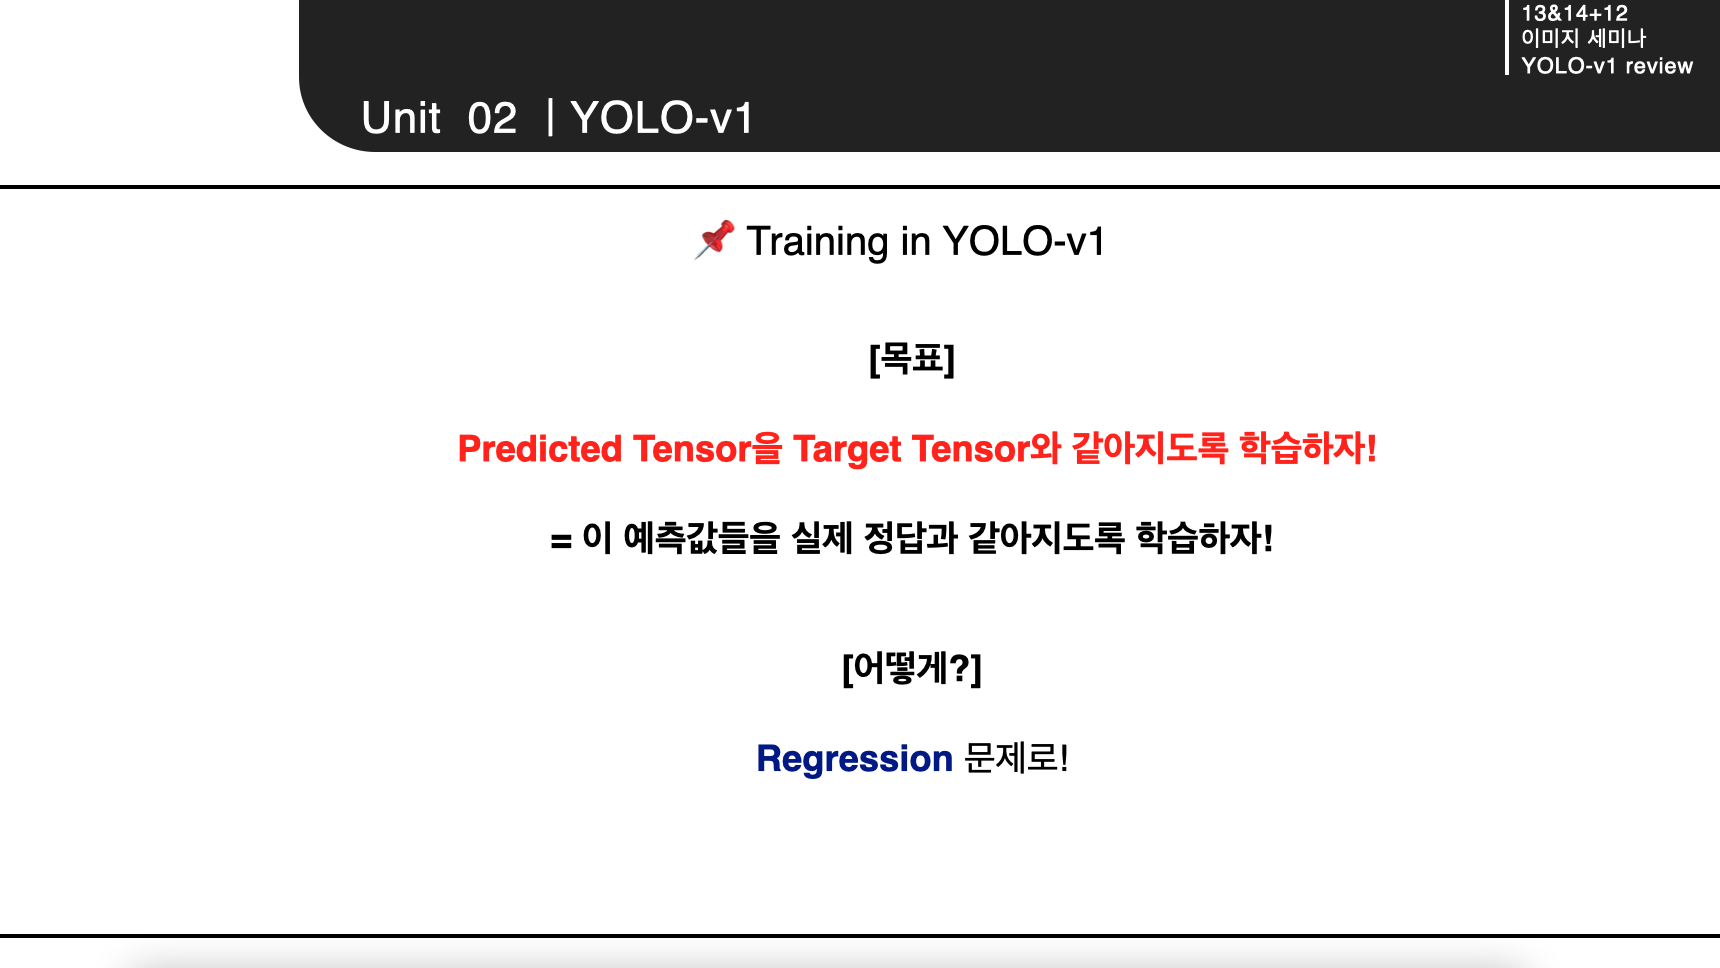 13&14+12
이미지 세미나
YOLO-v1 review
Unit 02 | YOLO-v1
📌 Training in YOLO-v1
[목표]
Predicted Tensor을 Target Tensor와 같아지도록 학습하자!
= 이 예측값들을 실제 정답과 같아지도록 학습하자!
[어떻게?]
Regression 문제로!